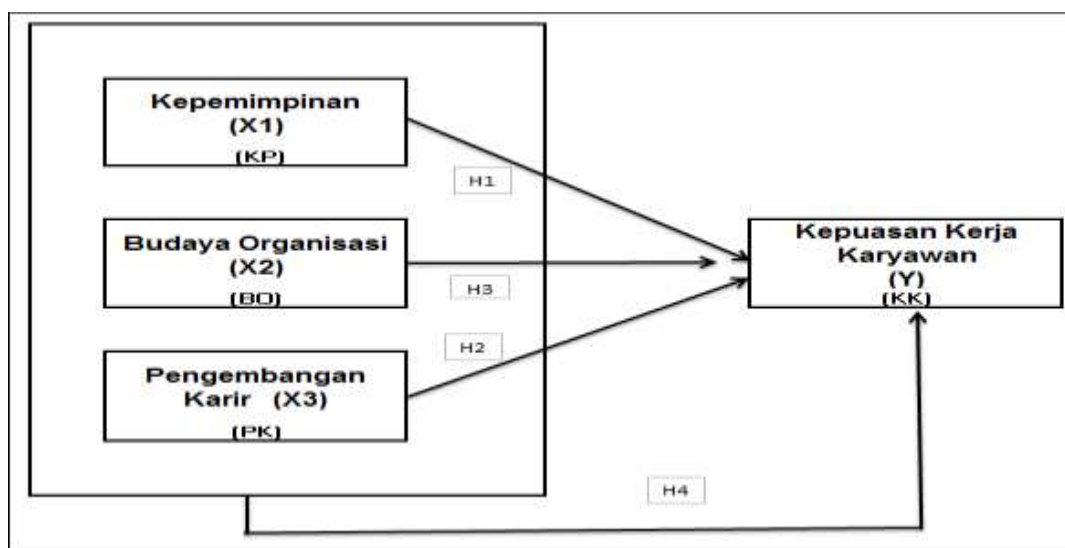 Kepemimpinan
(X1)
(KP)
H1
Budaya Organisasi
(X2)
(BO)
H3
H2
Pengembangan
Karir (X3)
(PK)
Kepuasan Kerja
Karyawan
(Y)
(KK)
H4